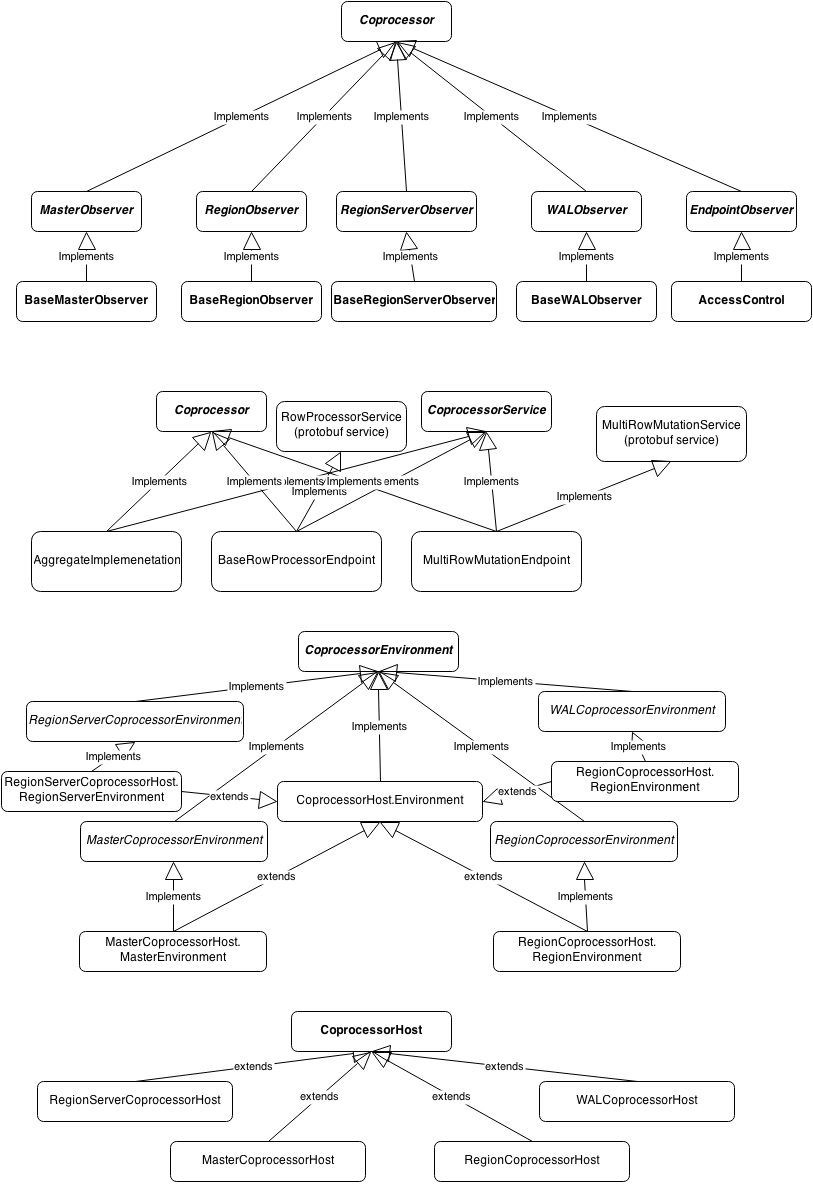 Coprocessor
Implements
Implements
Implements
Implements
Implements
MasterObserver
RegionObserver
RegionServerObserver
WALObserver
EndpointObserver
Implements
Implements
Implements
Implements
Implements
BaseMasterObserver
BaseRegionObserver
BaseRegionServerObserver
BaseWALObserver
AccessControl
Coprocessor
RowProcessorService
(protobuf service)
CoprocessorService
MultiRowMutationService
(protobuf service)
Implements
Implements
plements
Implements
ements
Implements
Implements
Implements
AggregateImplemenetation
BaseRowProcessorEndpoint
MultiRowMutationEndpoint
CoprocessorEnvironment
Implements
Implements
RegionServerCoprocessorEnvironment
WALCoprocessorEnvironment
Implements
Implements
Implements
Implements
Implements
RegionServerCoprocessorHost.
RegionServerEnvironment
extends
CoprocessorHost.Environment
extends
RegionCoprocessorHost.
RegionEnvironment
MasterCoprocessorEnvironment
RegionCoprocessorEnvironment
Implements
extends
extends
Implements
MasterCoprocessorHost.
MasterEnvironment
RegionCoprocessorHost.
RegionEnvironment
CoprocessorHost
extends
extends
RegionServerCoprocessorHost
extends
extends
WALCoprocessorHost
MasterCoprocessorHost
RegionCoprocessorHost